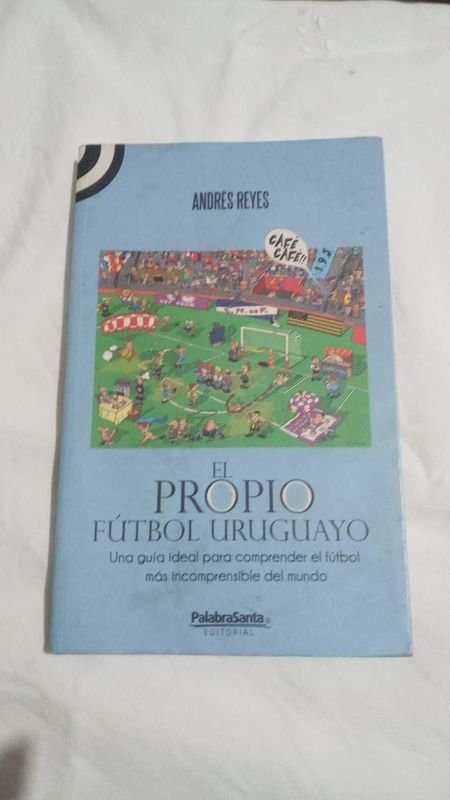 ANDRÉS REYES
CAFÉ
CAFÉ!!
EL
PROPIO
FÚTBOL URUGUAYO
Una guía ideal para comprender el fútbol
más incomprensible del mundo
PalabraSanta
EDITORIAL